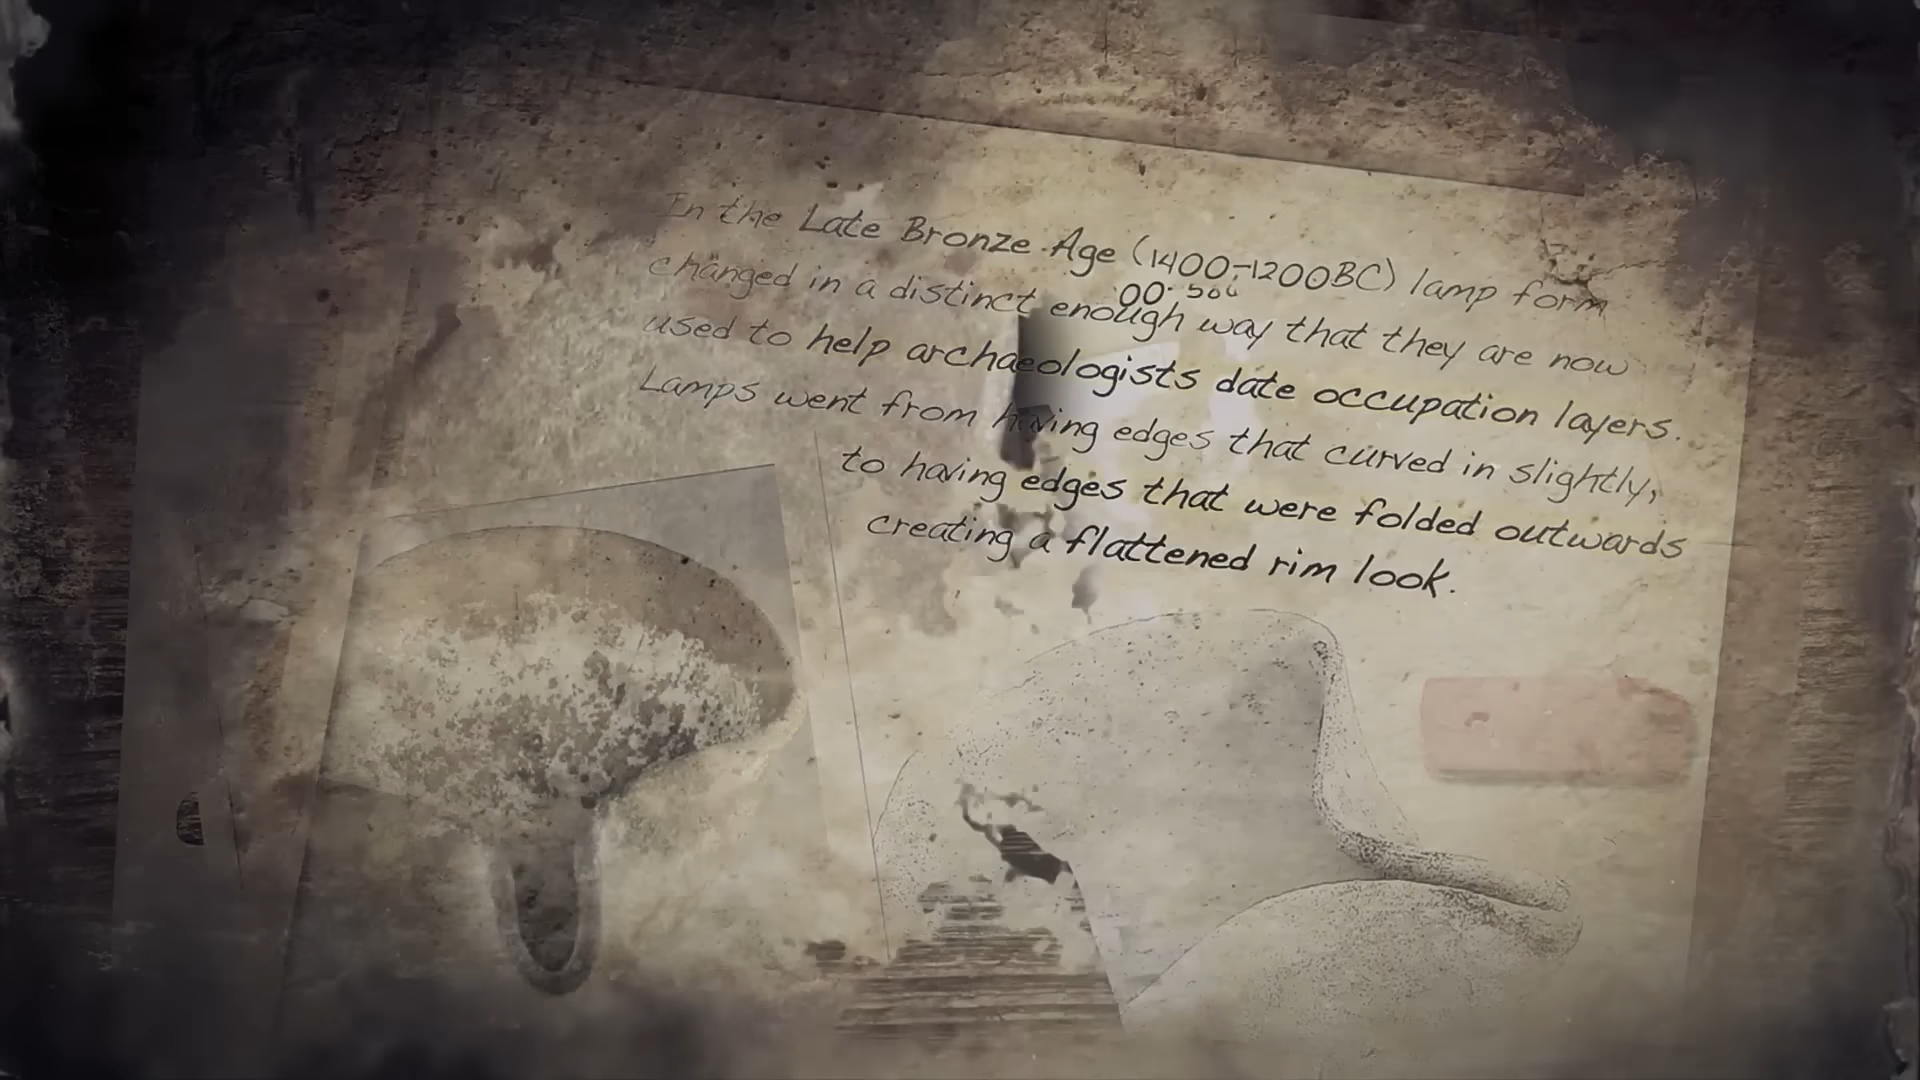 In the Late Bronze Age (1400-1200BC) lamp form
changed in a distinct enough way that they are now
used to help archaeologists date occupation layers.
Lamps went from having edges that curved in slightly,
to having edges that were folded outwards
creating a flattened rim look.